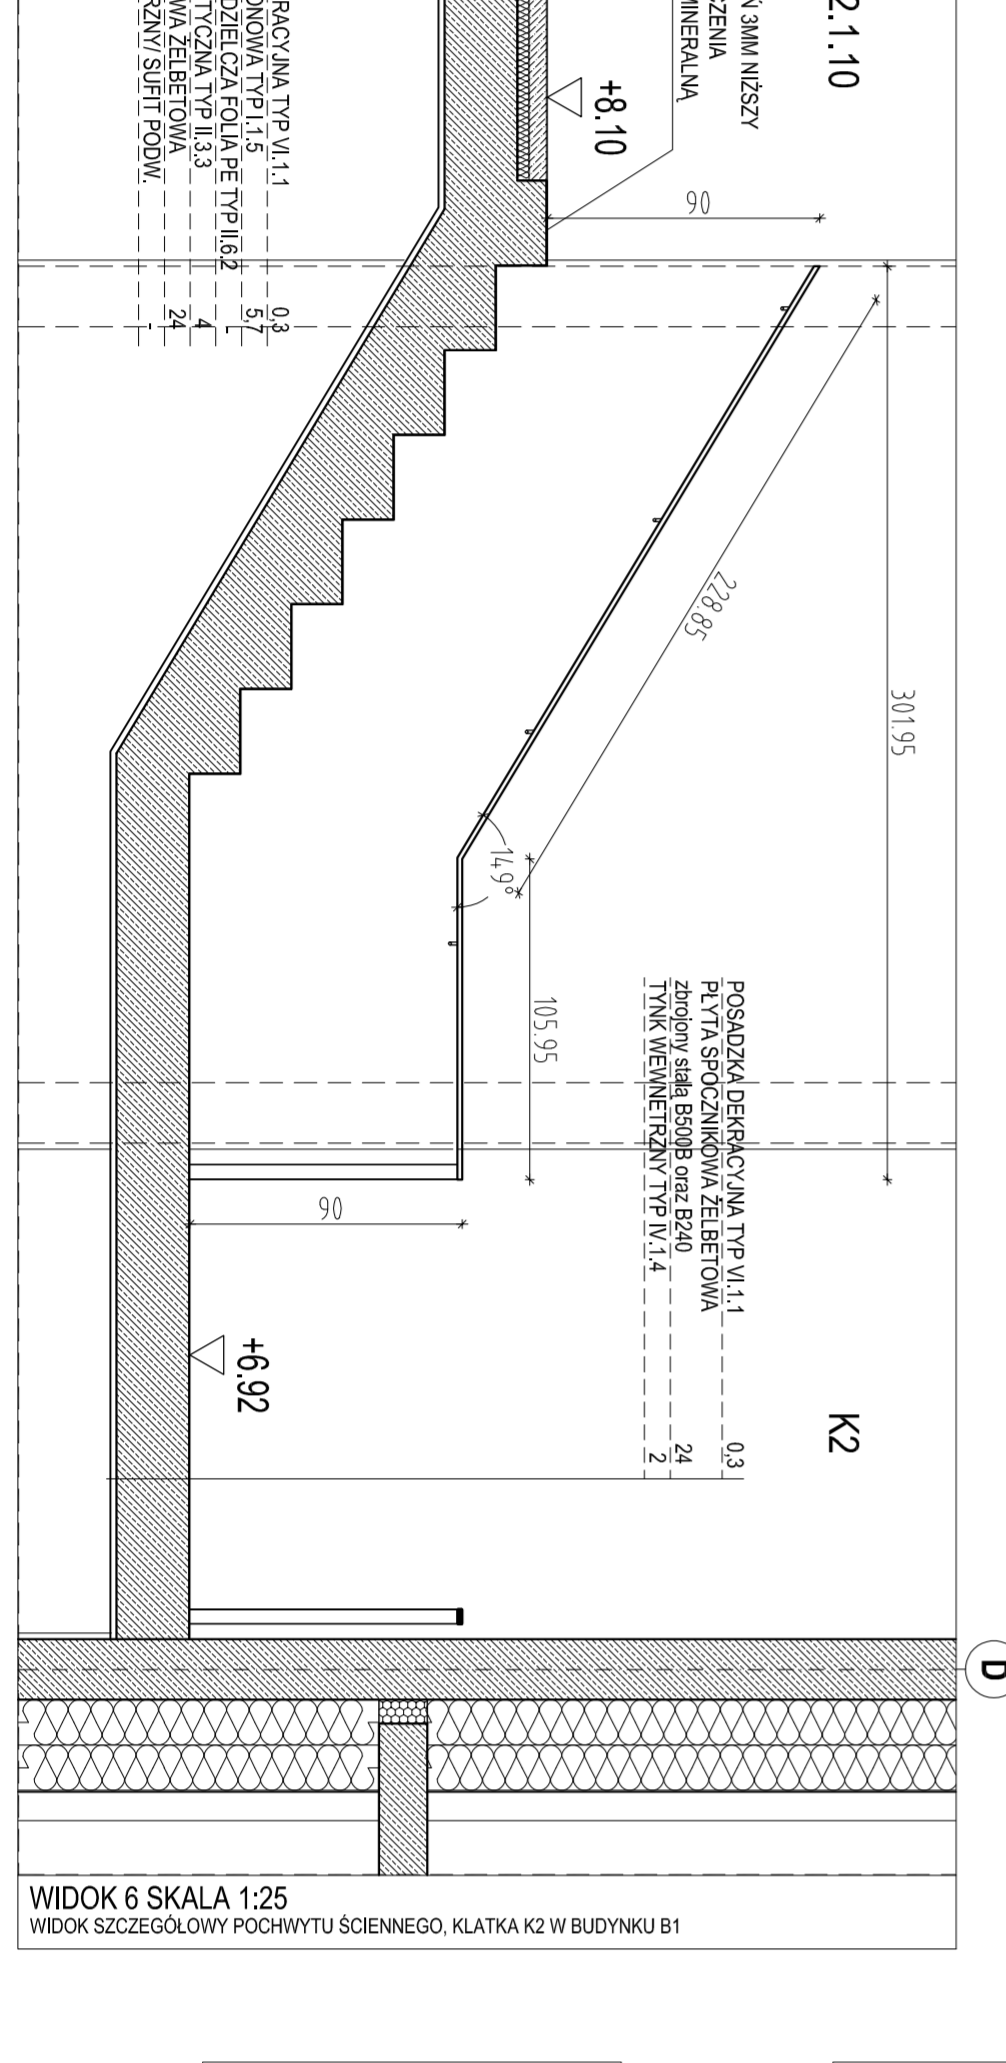 2.1.10
Ń 3MM NIŻSZY
CZENIA
MINERALNĄ
+8.10
90
RACYJNA TYP VI.1.1 0,3
ONOWA TYP I.1.5 5,7
DZIELCZA FOLIA PE TYP II.6.2 -
TYCZNA TYP II.3.3 4
WA ŻELBETOWA 24
RZNY/ SUFIT PODW. -
228.85
301.95
149°
105.95
POSADZKA DEKRACYJNA TYP VI.1.1 0,3
PŁYTA SPOCZNIKOWA ŻELBETOWA
zbrojony stalą B500B oraz B240 24
TYNK WEWNETRZNY TYP IV.1.4 2
90
+6.92
K2
D
WIDOK 6 SKALA 1:25
WIDOK SZCZEGÓŁOWY POCHWYTU ŚCIENNEGO, KLATKA K2 W BUDYNKU B1